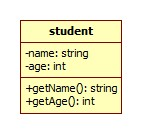 student
-name: string
-age: int
+getName(): string
+getAge(): int